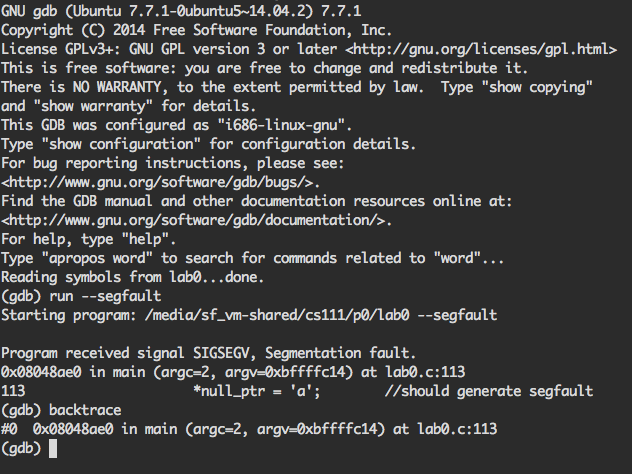 GNU gdb (Ubuntu 7.7.1-0ubuntu5~14.04.2) 7.7.1
Copyright (C) 2014 Free Software Foundation, Inc.
License GPLv3+: GNU GPL version 3 or later <http://gnu.org/licenses/gpl.html>
This is free software: you are free to change and redistribute it.
There is NO WARRANTY, to the extent permitted by law.  Type "show copying"
and "show warranty" for details.
This GDB was configured as "i686-linux-gnu".
Type "show configuration" for configuration details.
For bug reporting instructions, please see:
<http://www.gnu.org/software/gdb/bugs/>.
Find the GDB manual and other documentation resources online at:
<http://www.gnu.org/software/gdb/documentation/>.
For help, type "help".
Type "apropos word" to search for commands related to "word"...
Reading symbols from lab0...done.
(gdb) run --segfault
Starting program: /media/sf_vm-shared/cs111/p0/lab0 --segfault
Program received signal SIGSEGV, Segmentation fault.
0x08048ae0 in main (argc=2, argv=0xbffffc14) at lab0.c:113
113             *null_ptr = 'a';      //should generate segfault
(gdb) backtrace
#0  0x08048ae0 in main (argc=2, argv=0xbffffc14) at lab0.c:113
(gdb)